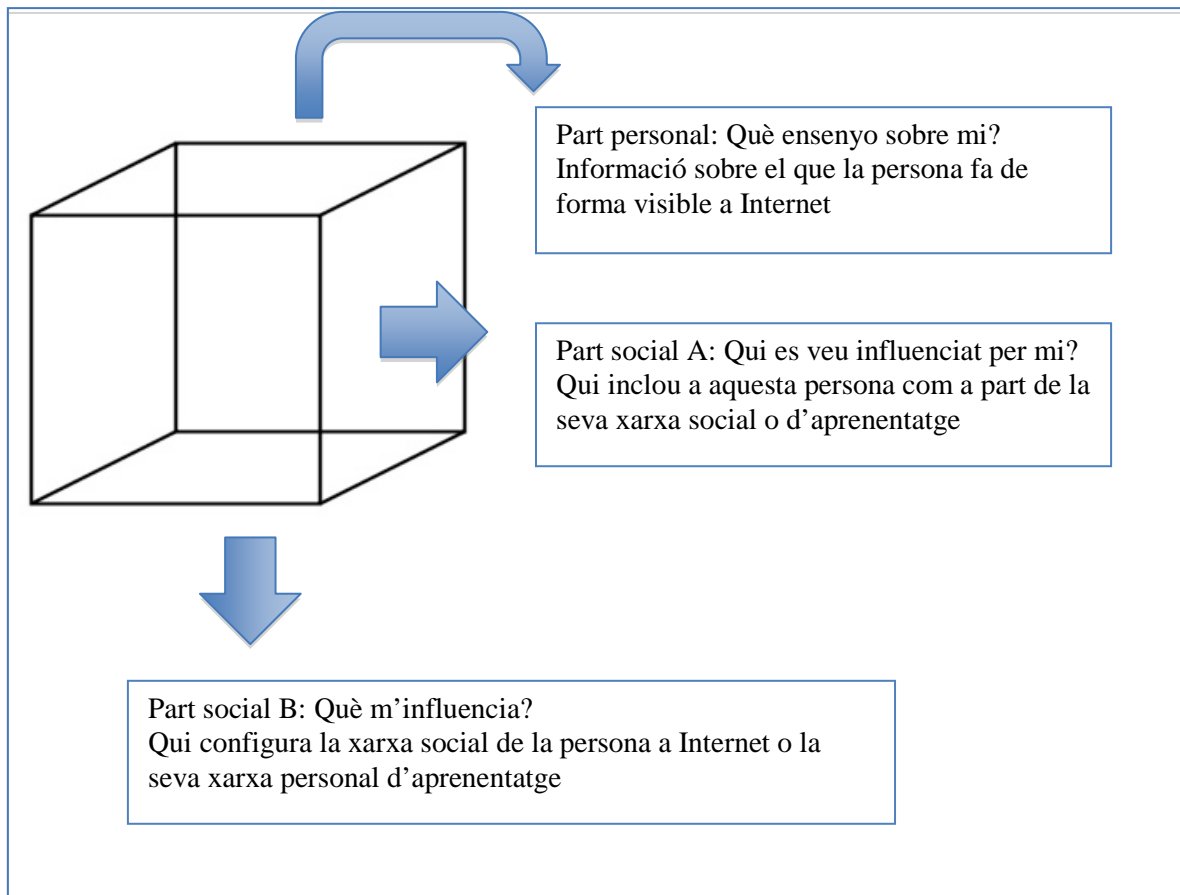 Part personal: Què ensenyo sobre mi?
Informació sobre el que la persona fa de
forma visible a Internet
Part social A: Qui es veu influenciat per mi?
Qui inclou a aquesta persona com a part de la
seva xarxa social o d’aprenentatge
Part social B: Què m’influencia?
Qui configura la xarxa social de la persona a Internet o la
seva xarxa personal d’aprenentatge